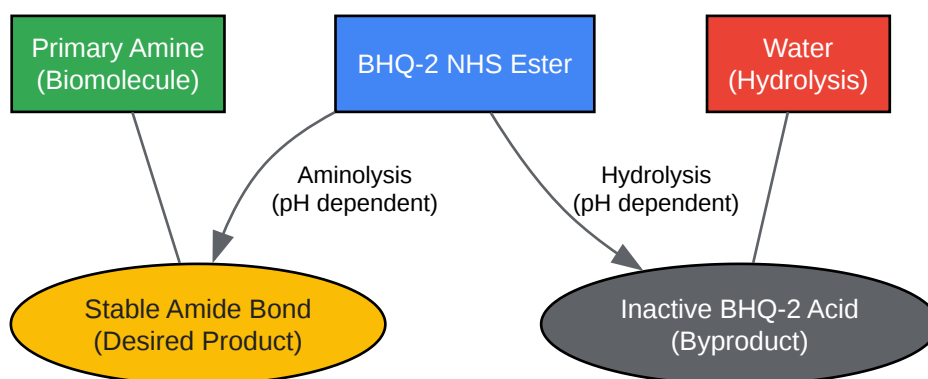 Primary Amine
(Biomolecule)
BHQ-2 NHS Ester
Water
(Hydrolysis)
Aminolysis
(pH dependent)
Hydrolysis
(pH dependent)
Stable Amide Bond
(Desired Product)
Inactive BHQ-2 Acid
(Byproduct)